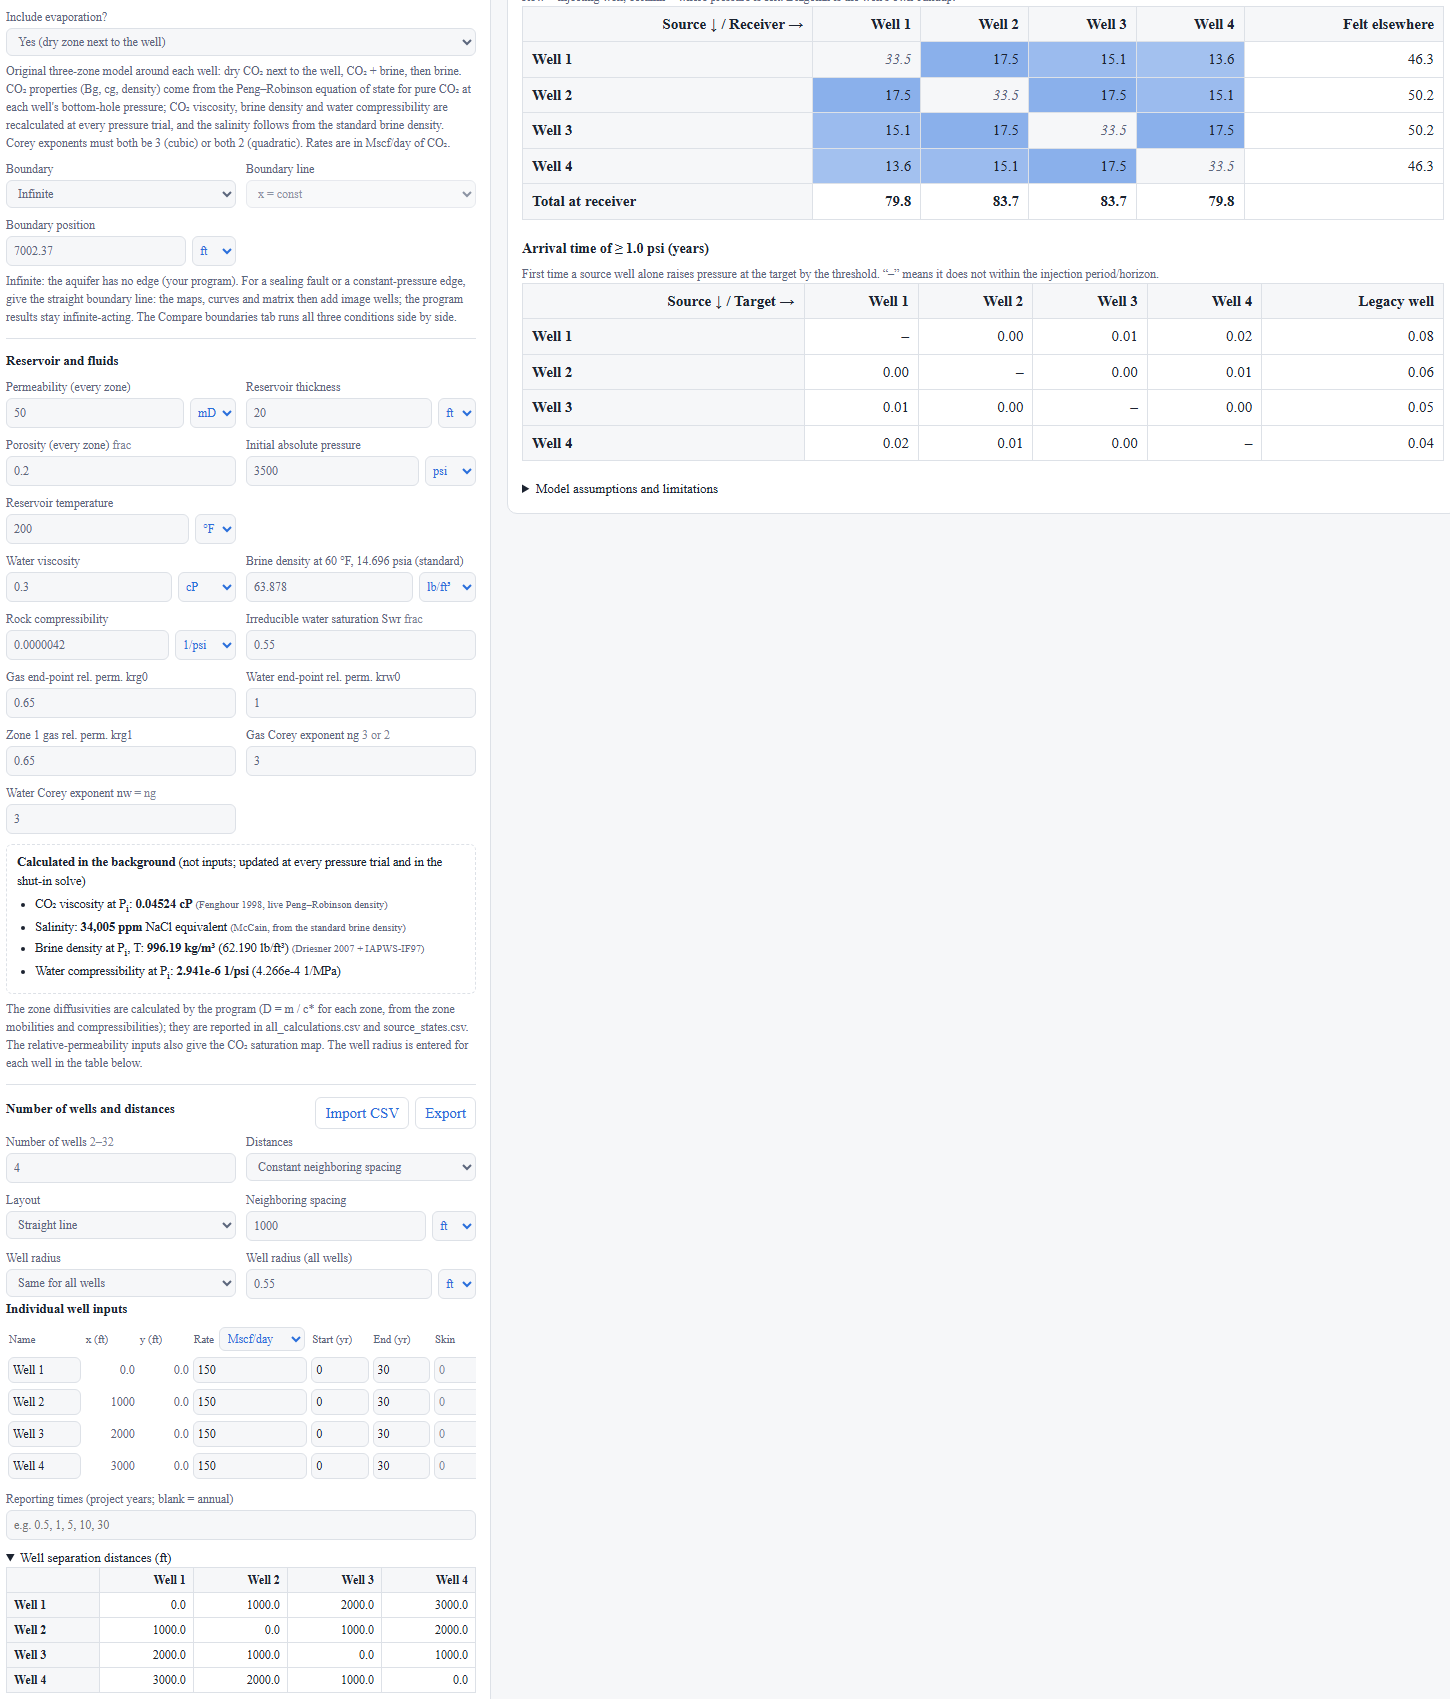 Include evaporation?
Yes (dry zone next to the well)
Original three-zone model around each well: dry CO₂ next to the well, CO₂ + brine, then brine.
CO₂ properties (Bg, cg, density) come from the Peng–Robinson equation of state for pure CO₂ at
each well's bottom-hole pressure; CO₂ viscosity, brine density and water compressibility are
recalculated at every pressure trial, and the salinity follows from the standard brine density.
Corey exponents must both be 3 (cubic) or both 2 (quadratic). Rates are in Mscf/day of CO₂.
Boundary Boundary line
Infinite x = const
Boundary position
7002.37 ft
Infinite: the aquifer has no edge (your program). For a sealing fault or a constant-pressure edge,
give the straight boundary line: the maps, curves and matrix then add image wells; the program
results stay infinite-acting. The Compare boundaries tab runs all three conditions side by side.
Reservoir and fluids
Permeability (every zone) Reservoir thickness
50 mD 20 ft
Porosity (every zone) frac Initial absolute pressure
0.2 3500 psi
Reservoir temperature
200 °F
Water viscosity Brine density at 60 °F, 14.696 psia (standard)
0.3 cP 63.878 lb/ft³
Rock compressibility Irreducible water saturation Swr frac
0.0000042 1/psi 0.55
Gas end-point rel. perm. krg0 Water end-point rel. perm. krw0
0.65 1
Zone 1 gas rel. perm. krg1 Gas Corey exponent ng 3 or 2
0.65 3
Water Corey exponent nw = ng
3
Calculated in the background (not inputs; updated at every pressure trial and in the
shut-in solve)
• CO₂ viscosity at Pᵢ: 0.04524 cP (Fenghour 1998, live Peng–Robinson density)
• Salinity: 34,005 ppm NaCl equivalent (McCain, from the standard brine density)
• Brine density at Pᵢ, T: 996.19 kg/m³ (62.190 lb/ft³) (Driesner 2007 + IAPWS-IF97)
• Water compressibility at Pᵢ: 2.941e-6 1/psi (4.266e-4 1/MPa)
The zone diffusivities are calculated by the program (D = m / c* for each zone, from the zone
mobilities and compressibilities); they are reported in all_calculations.csv and source_states.csv.
The relative-permeability inputs also give the CO₂ saturation map. The well radius is entered for
each well in the table below.
Number of wells and distances Import CSV Export
Number of wells 2–32 Distances
4 Constant neighboring spacing
Layout Neighboring spacing
Straight line 1000 ft
Well radius Well radius (all wells)
Same for all wells 0.55 ft
Individual well inputs
Name x (ft) y (ft) Rate Mscf/day Start (yr) End (yr) Skin
Well 1 0.0 0.0 150 0 30 0
Well 2 1000 0.0 150 0 30 0
Well 3 2000 0.0 150 0 30 0
Well 4 3000 0.0 150 0 30 0
Reporting times (project years; blank = annual)
e.g. 0.5, 1, 5, 10, 30
▼ Well separation distances (ft)
Well 1 Well 2 Well 3 Well 4
Well 1 0.0 1000.0 2000.0 3000.0
Well 2 1000.0 0.0 1000.0 2000.0
Well 3 2000.0 1000.0 0.0 1000.0
Well 4 3000.0 2000.0 1000.0 0.0
Source ↓ / Receiver → Well 1 Well 2 Well 3 Well 4 Felt elsewhere
Well 1 33.5 17.5 15.1 13.6 46.3
Well 2 17.5 33.5 17.5 15.1 50.2
Well 3 15.1 17.5 33.5 17.5 50.2
Well 4 13.6 15.1 17.5 33.5 46.3
Total at receiver 79.8 83.7 83.7 79.8
Arrival time of ≥ 1.0 psi (years)
First time a source well alone raises pressure at the target by the threshold. “–” means it does not within the injection period/horizon.
Source ↓ / Target → Well 1 Well 2 Well 3 Well 4 Legacy well
Well 1 – 0.00 0.01 0.02 0.08
Well 2 0.00 – 0.00 0.01 0.06
Well 3 0.01 0.00 – 0.00 0.05
Well 4 0.02 0.01 0.00 – 0.04
▶ Model assumptions and limitations